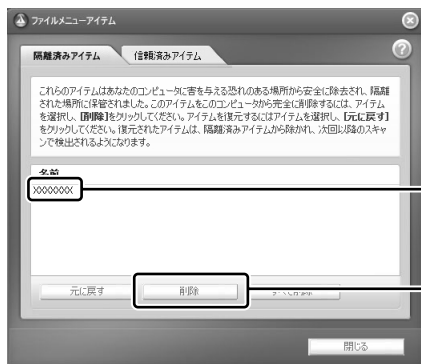 ファイルメニューアイテム
隔離済みアイテム
信頼済みアイテム
これらのアイテムはあなたのコンピュータに害を与える恐れのある場所から安全に除去され、隔離
された場所に保管されました。このアイテムをこのコンピュータから完全に削除するには、アイテム
を選択し、[削除]をクリックしてください。アイテムを復元するにはアイテムを選択し、[元に戻す]
をクリックしてください。復元されたアイテムは、隔離済みアイテムから除かれ、次回以降のスキャ
ンで検出されるようになります。
名前
XXXXXXX
元に戻す
削除
すべて削除
閉じる